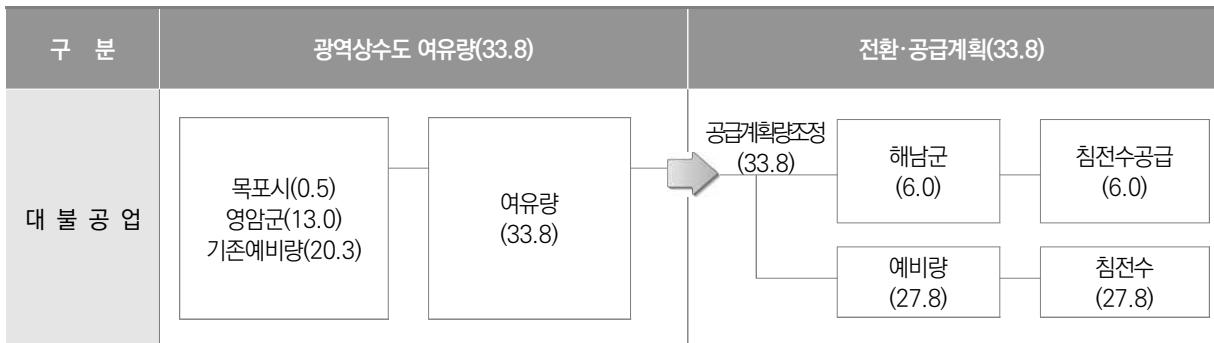 구 분
광역상수도 여유량(33.8)
전환·공급계획(33.8)
대 불 공 업
목포시(0.5)
영암군(13.0)
기존예비량(20.3)
여유량
(33.8)
공급계획량조정
(33.8)
해남군
(6.0)
침전수공급
(6.0)
예비량
(27.8)
침전수
(27.8)